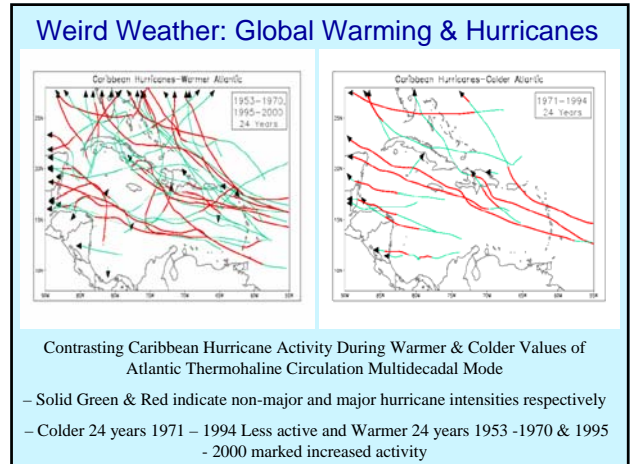 Weird Weather: Global Warming & Hurricanes
Caribbean Hurricanes-Warmer Atlantic
1953-1970,
1995-2000
24 Years
Caribbean Hurricanes-Colder Atlantic
1971-1994
24 Years
Contrasting Caribbean Hurricane Activity During Warmer & Colder Values of
Atlantic Thermohaline Circulation Multidecadal Mode
– Solid Green & Red indicate non-major and major hurricane intensities respectively
– Colder 24 years 1971 – 1994 Less active and Warmer 24 years 1953 -1970 & 1995
- 2000 marked increased activity